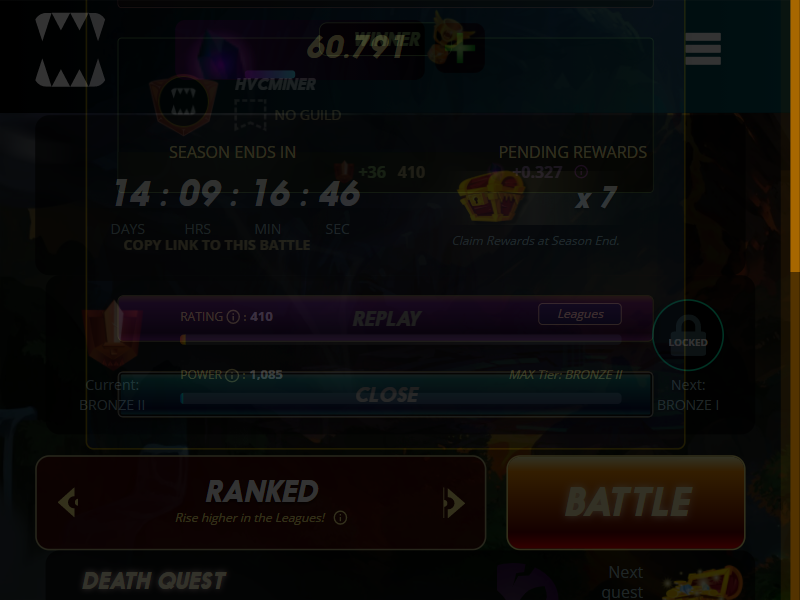 WINNER
60.791
HVCMINER
NO GUILD
SEASON ENDS IN
PENDING REWARDS
+36 410
+0.327
14 : 09 : 16 : 46
x 7
DAYS HRS MIN SEC
COPY LINK TO THIS BATTLE
Claim Rewards at Season End.
RATING : 410
Leagues
REPLAY
LOCKED
POWER : 1,085
MAX Tier: BRONZE II
Current:
BRONZE II
CLOSE
Next:
BRONZE I
RANKED
Rise higher in the Leagues!
BATTLE
DEATH QUEST
Next
quest